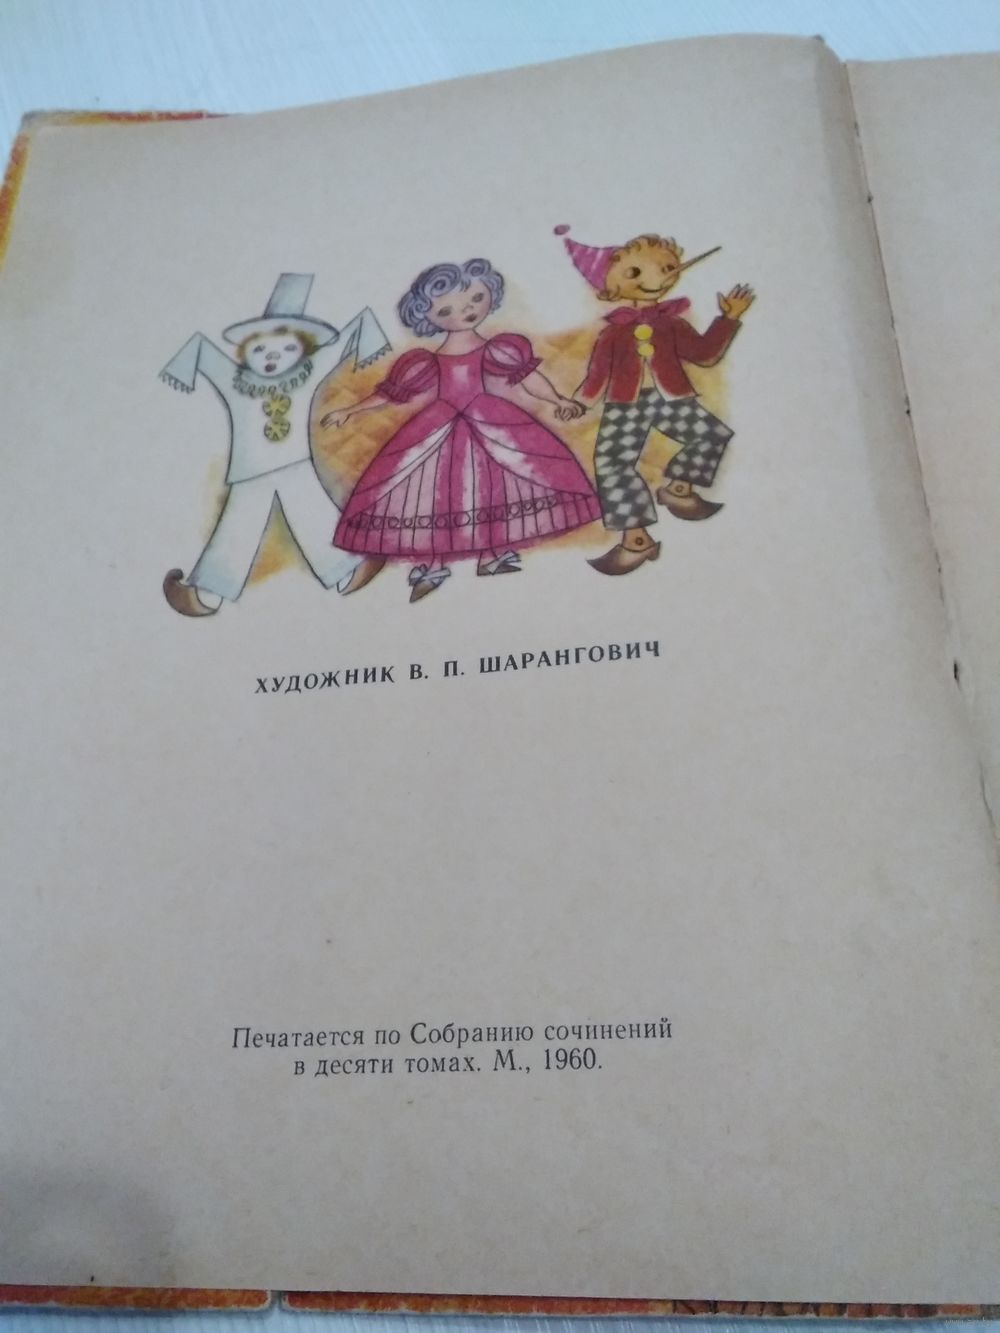 ХУДОЖНИК В. П. ШАРАНГОВИЧ
Печатается по Собранию сочинений
в десяти томах. М., 1960.